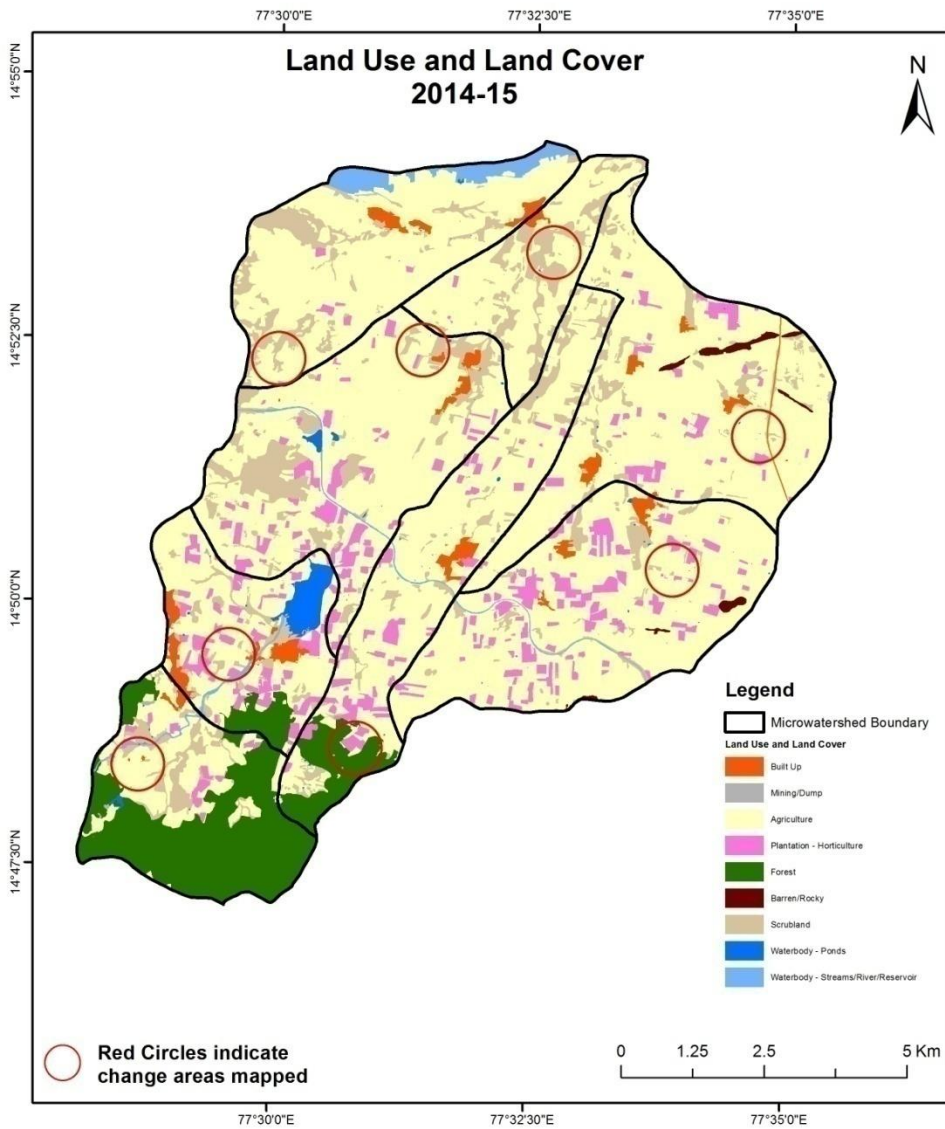 77°30'0"E
77°32'30"E
77°35'0"E
Land Use and Land Cover
2014-15
N
14°55'0"N
14°52'30"N
14°50'0"N
14°47'30"N
Legend
Microwatershed Boundary
Land Use and Land Cover
Built Up
Mining/Dump
Agriculture
Plantation - Horticulture
Forest
Barren/Rocky
Scrubland
Waterbody - Ponds
Waterbody - Streams/River/Reservoir
Red Circles indicate
change areas mapped
0 1.25 2.5 5 Km
77°30'0"E
77°32'30"E
77°35'0"E